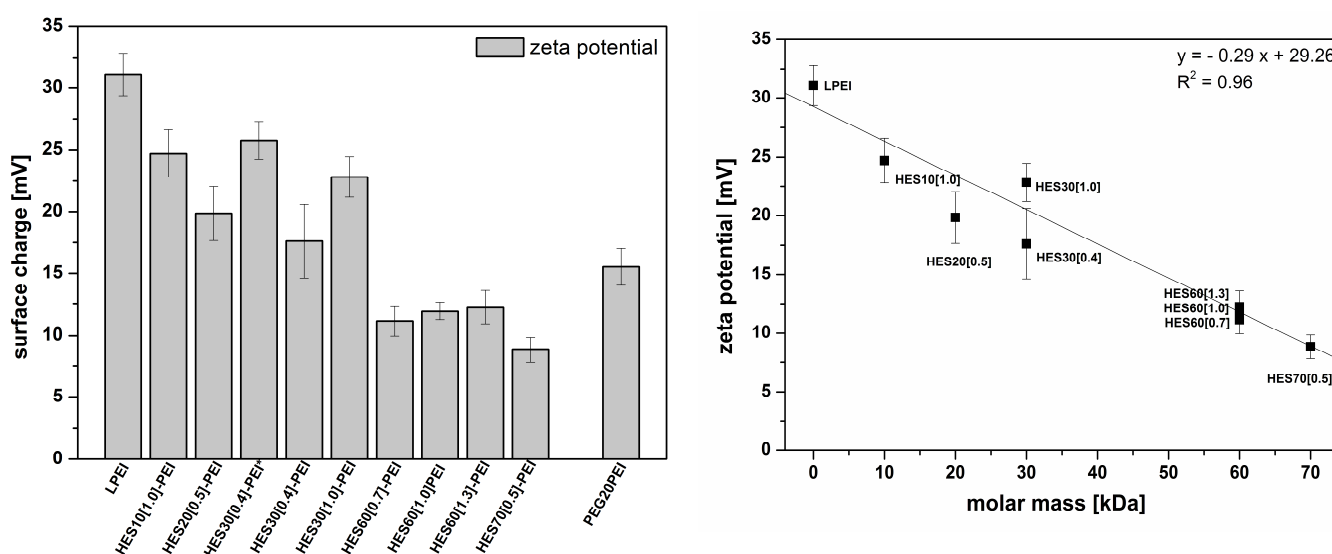 35
30
25
20
15
10
5
0
surface charge [mV]
zeta potential
LPEI
HES10[1.0]-PEI
HES20[0.5]-PEI
HES30[0.4]-PEI*
HES30[0.4]-PEI
HES30[1.0]-PEI
HES60[0.7]-PEI
HES60[1.0]PEI
HES60[1.3]-PEI
HES70[0.5]-PEI
PEG20PEI
35
30
25
20
15
10
5
0
zeta potential [mV]
y = - 0.29 x + 29.26
R² = 0.96
LPEI
HES10[1.0]
HES30[1.0]
HES20[0.5]
HES30[0.4]
HES60[1.3]
HES60[1.0]
HES60[0.7]
HES70[0.5]
0 10 20 30 40 50 60 70
molar mass [kDa]